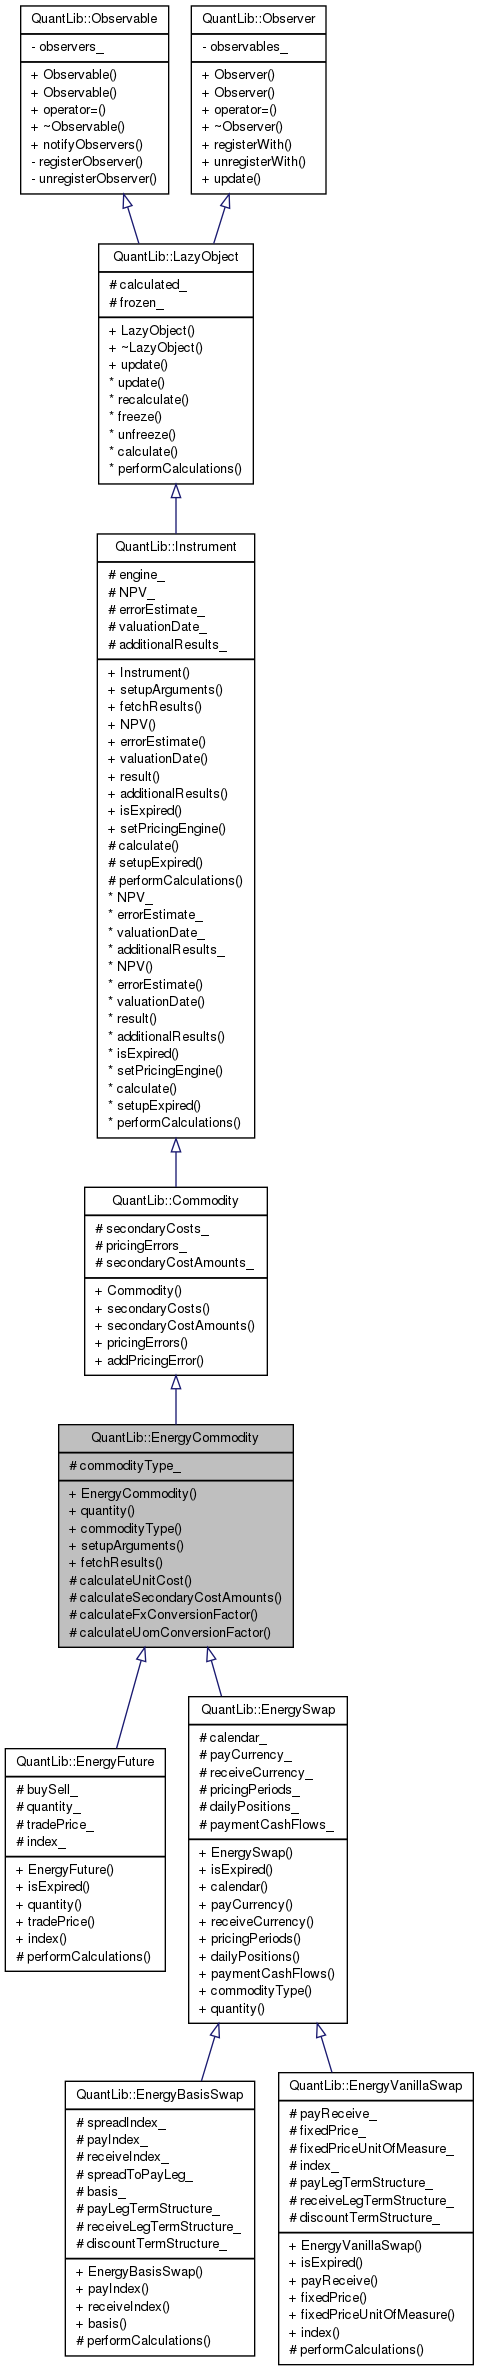 QuantLib::Observable
- observers_
+ Observable()
+ Observable()
+ operator=()
+ ~Observable()
+ notifyObservers()
- registerObserver()
- unregisterObserver()
QuantLib::Observer
- observables_
+ Observer()
+ Observer()
+ operator=()
+ ~Observer()
+ registerWith()
+ unregisterWith()
+ update()
QuantLib::LazyObject
# calculated_
# frozen_
+ LazyObject()
+ ~LazyObject()
+ update()
* update()
* recalculate()
* freeze()
* unfreeze()
* calculate()
* performCalculations()
QuantLib::Instrument
# engine_
# NPV_
# errorEstimate_
# valuationDate_
# additionalResults_
+ Instrument()
+ setupArguments()
+ fetchResults()
+ NPV()
+ errorEstimate()
+ valuationDate()
+ result()
+ additionalResults()
+ isExpired()
+ setPricingEngine()
# calculate()
# setupExpired()
# performCalculations()
* NPV_
* errorEstimate_
* valuationDate_
* additionalResults_
* NPV()
* errorEstimate()
* valuationDate()
* result()
* additionalResults()
* isExpired()
* setPricingEngine()
* calculate()
* setupExpired()
* performCalculations()
QuantLib::Commodity
# secondaryCosts_
# pricingErrors_
# secondaryCostAmounts_
+ Commodity()
+ secondaryCosts()
+ secondaryCostAmounts()
+ pricingErrors()
+ addPricingError()
QuantLib::EnergyCommodity
# commodityType_
+ EnergyCommodity()
+ quantity()
+ commodityType()
+ setupArguments()
+ fetchResults()
# calculateUnitCost()
# calculateSecondaryCostAmounts()
# calculateFxConversionFactor()
# calculateUomConversionFactor()
QuantLib::EnergyFuture
# buySell_
# quantity_
# tradePrice_
# index_
+ EnergyFuture()
+ isExpired()
+ quantity()
+ tradePrice()
+ index()
# performCalculations()
QuantLib::EnergySwap
# calendar_
# payCurrency_
# receiveCurrency_
# pricingPeriods_
# dailyPositions_
# paymentCashFlows_
+ EnergySwap()
+ isExpired()
+ calendar()
+ payCurrency()
+ receiveCurrency()
+ pricingPeriods()
+ dailyPositions()
+ paymentCashFlows()
+ commodityType()
+ quantity()
QuantLib::EnergyBasisSwap
# spreadIndex_
# payIndex_
# receiveIndex_
# spreadToPayLeg_
# basis_
# payLegTermStructure_
# receiveLegTermStructure_
# discountTermStructure_
+ EnergyBasisSwap()
+ payIndex()
+ receiveIndex()
+ basis()
# performCalculations()
QuantLib::EnergyVanillaSwap
# payReceive_
# fixedPrice_
# fixedPriceUnitOfMeasure_
# index_
# payLegTermStructure_
# receiveLegTermStructure_
# discountTermStructure_
+ EnergyVanillaSwap()
+ isExpired()
+ payReceive()
+ fixedPrice()
+ fixedPriceUnitOfMeasure()
+ index()
# performCalculations()